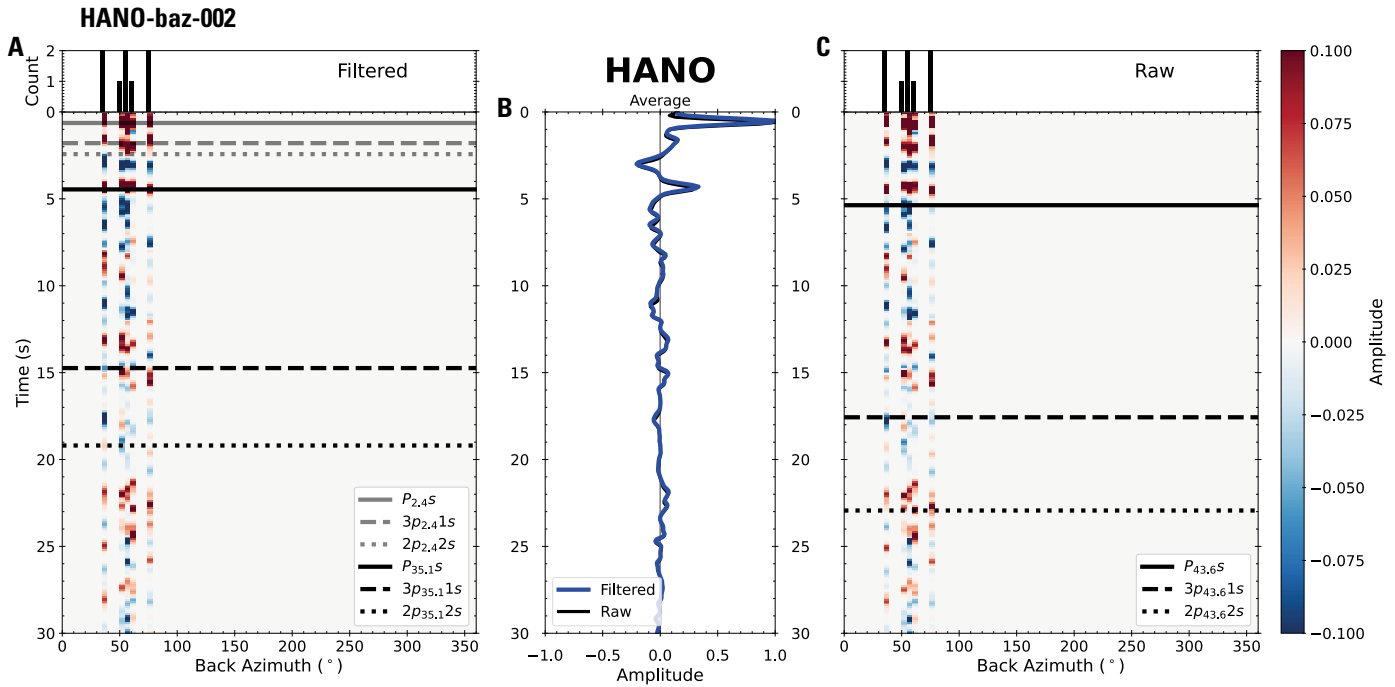 HANO-baz-002
A
Count
2
1
0
Filtered
0
5
10
15
20
25
30
Time (s)
P2.4s
3p2.41s
2p2.42s
P35.1s
3p35.11s
2p35.12s
0 50 100 150 200 250 300 350
Back Azimuth (°)
HANO
B
Average
0
5
10
15
20
25
30
Filtered
Raw
−1.0 −0.5 0.0 0.5 1.0
Amplitude
C
Raw
0
5
10
15
20
25
30
P43.6s
3p43.61s
2p43.62s
0 50 100 150 200 250 300 350
Back Azimuth (°)
0.100
0.075
0.050
0.025
0.000
−0.025
−0.050
−0.075
−0.100
Amplitude